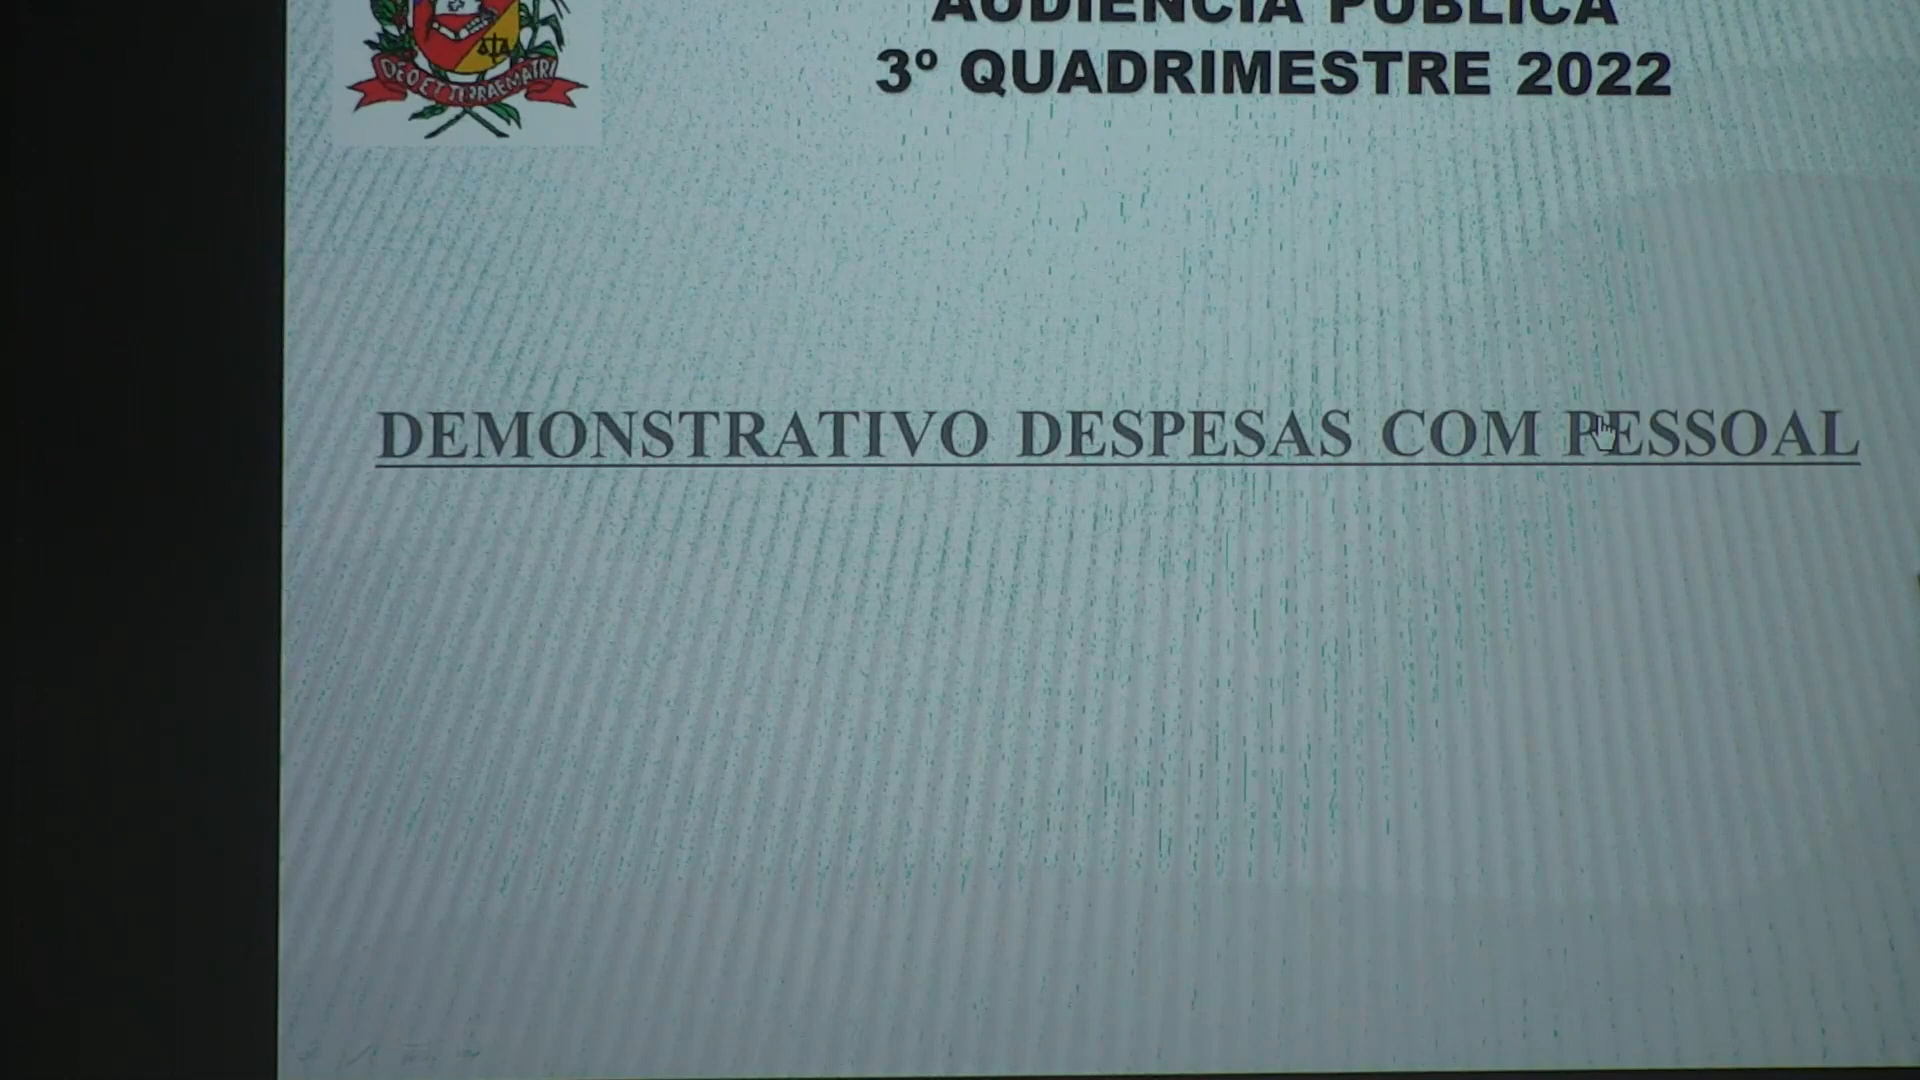 AUDIÊNCIA PÚBLICA
3º QUADRIMESTRE 2022
DEMONSTRATIVO DESPESAS COM PESSOAL